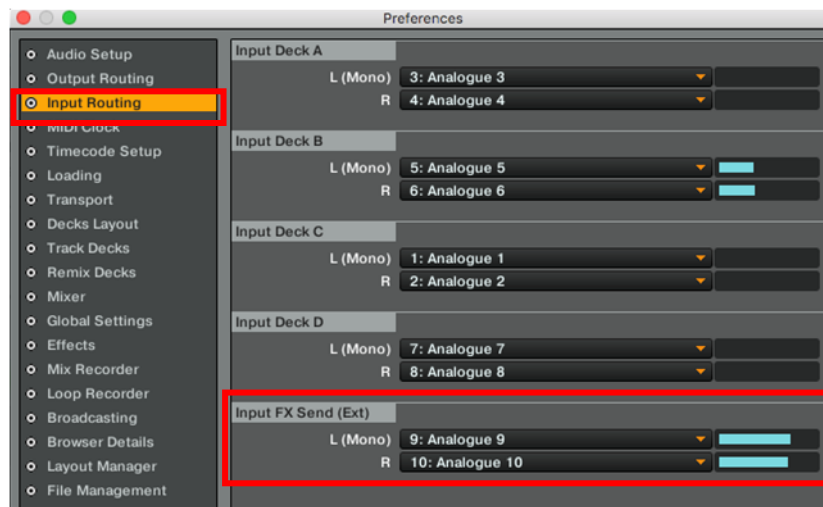 Preferences
Audio Setup
Output Routing
Input Routing
MIDI Clock
Timecode Setup
Loading
Transport
Decks Layout
Track Decks
Remix Decks
Mixer
Global Settings
Effects
Mix Recorder
Loop Recorder
Broadcasting
Browser Details
Layout Manager
File Management
Input Deck A
L (Mono) 3: Analogue 3
R 4: Analogue 4
Input Deck B
L (Mono) 5: Analogue 5
R 6: Analogue 6
Input Deck C
L (Mono) 1: Analogue 1
R 2: Analogue 2
Input Deck D
L (Mono) 7: Analogue 7
R 8: Analogue 8
Input FX Send (Ext)
L (Mono) 9: Analogue 9
R 10: Analogue 10